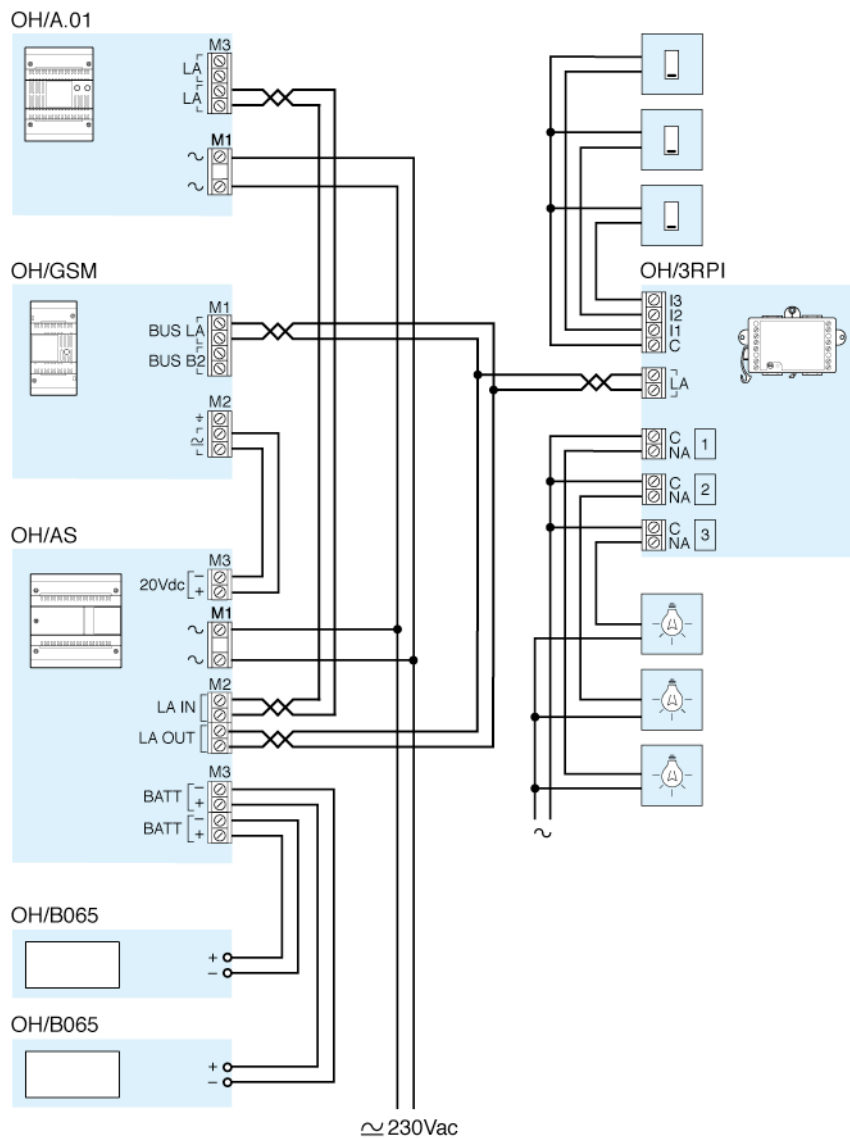 OH/A.01
M3
LA
LA
M1
~
~
OH/GSM
M1
BUS LA
BUS B2
M2
+
≂
OH/AS
M3
20Vdc
−
+
M1
~
~
M2
LA IN
LA OUT
M3
BATT
−
+
BATT
−
+
OH/B065
+
−
OH/B065
+
−
≂ 230Vac
OH/3RPI
I3
I2
I1
C
LA
C
NA
1
C
NA
2
C
NA
3
~